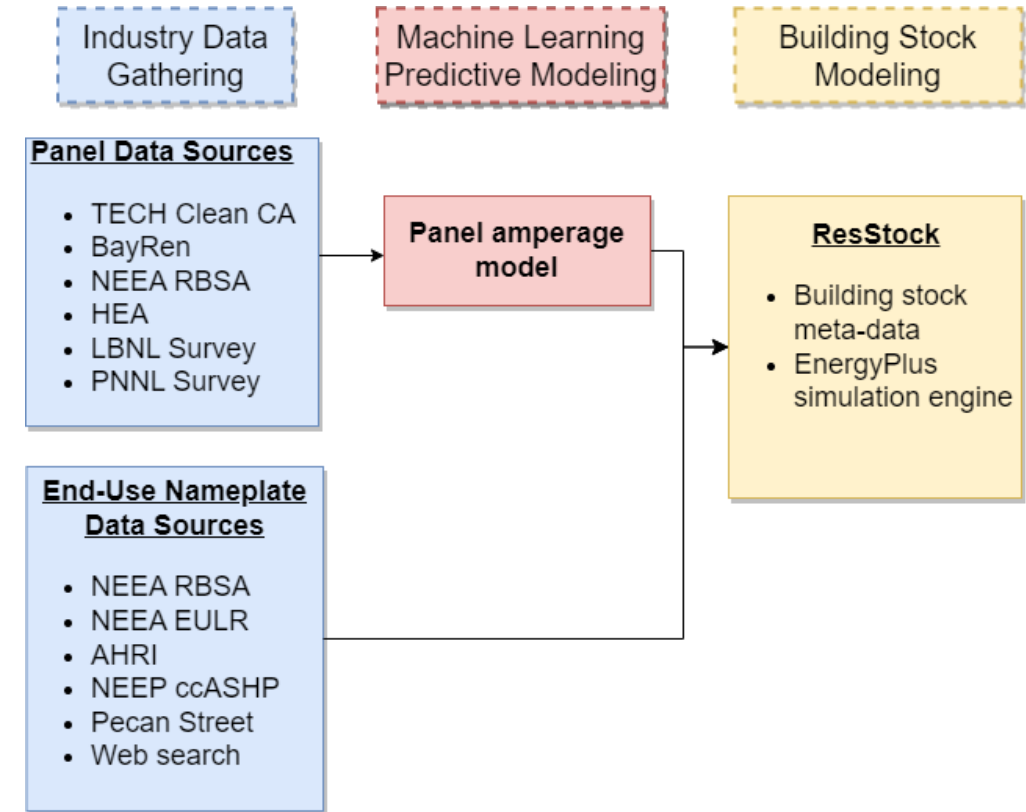 Industry Data
Gathering
Machine Learning
Predictive Modeling
Building Stock
Modeling
Panel Data Sources
• TECH Clean CA
• BayRen
• NEEA RBSA
• HEA
• LBNL Survey
• PNNL Survey
Panel amperage
model
ResStock
• Building stock
meta-data
• EnergyPlus
simulation engine
End-Use Nameplate
Data Sources
• NEEA RBSA
• NEEA EULR
• AHRI
• NEEP ccASHP
• Pecan Street
• Web search